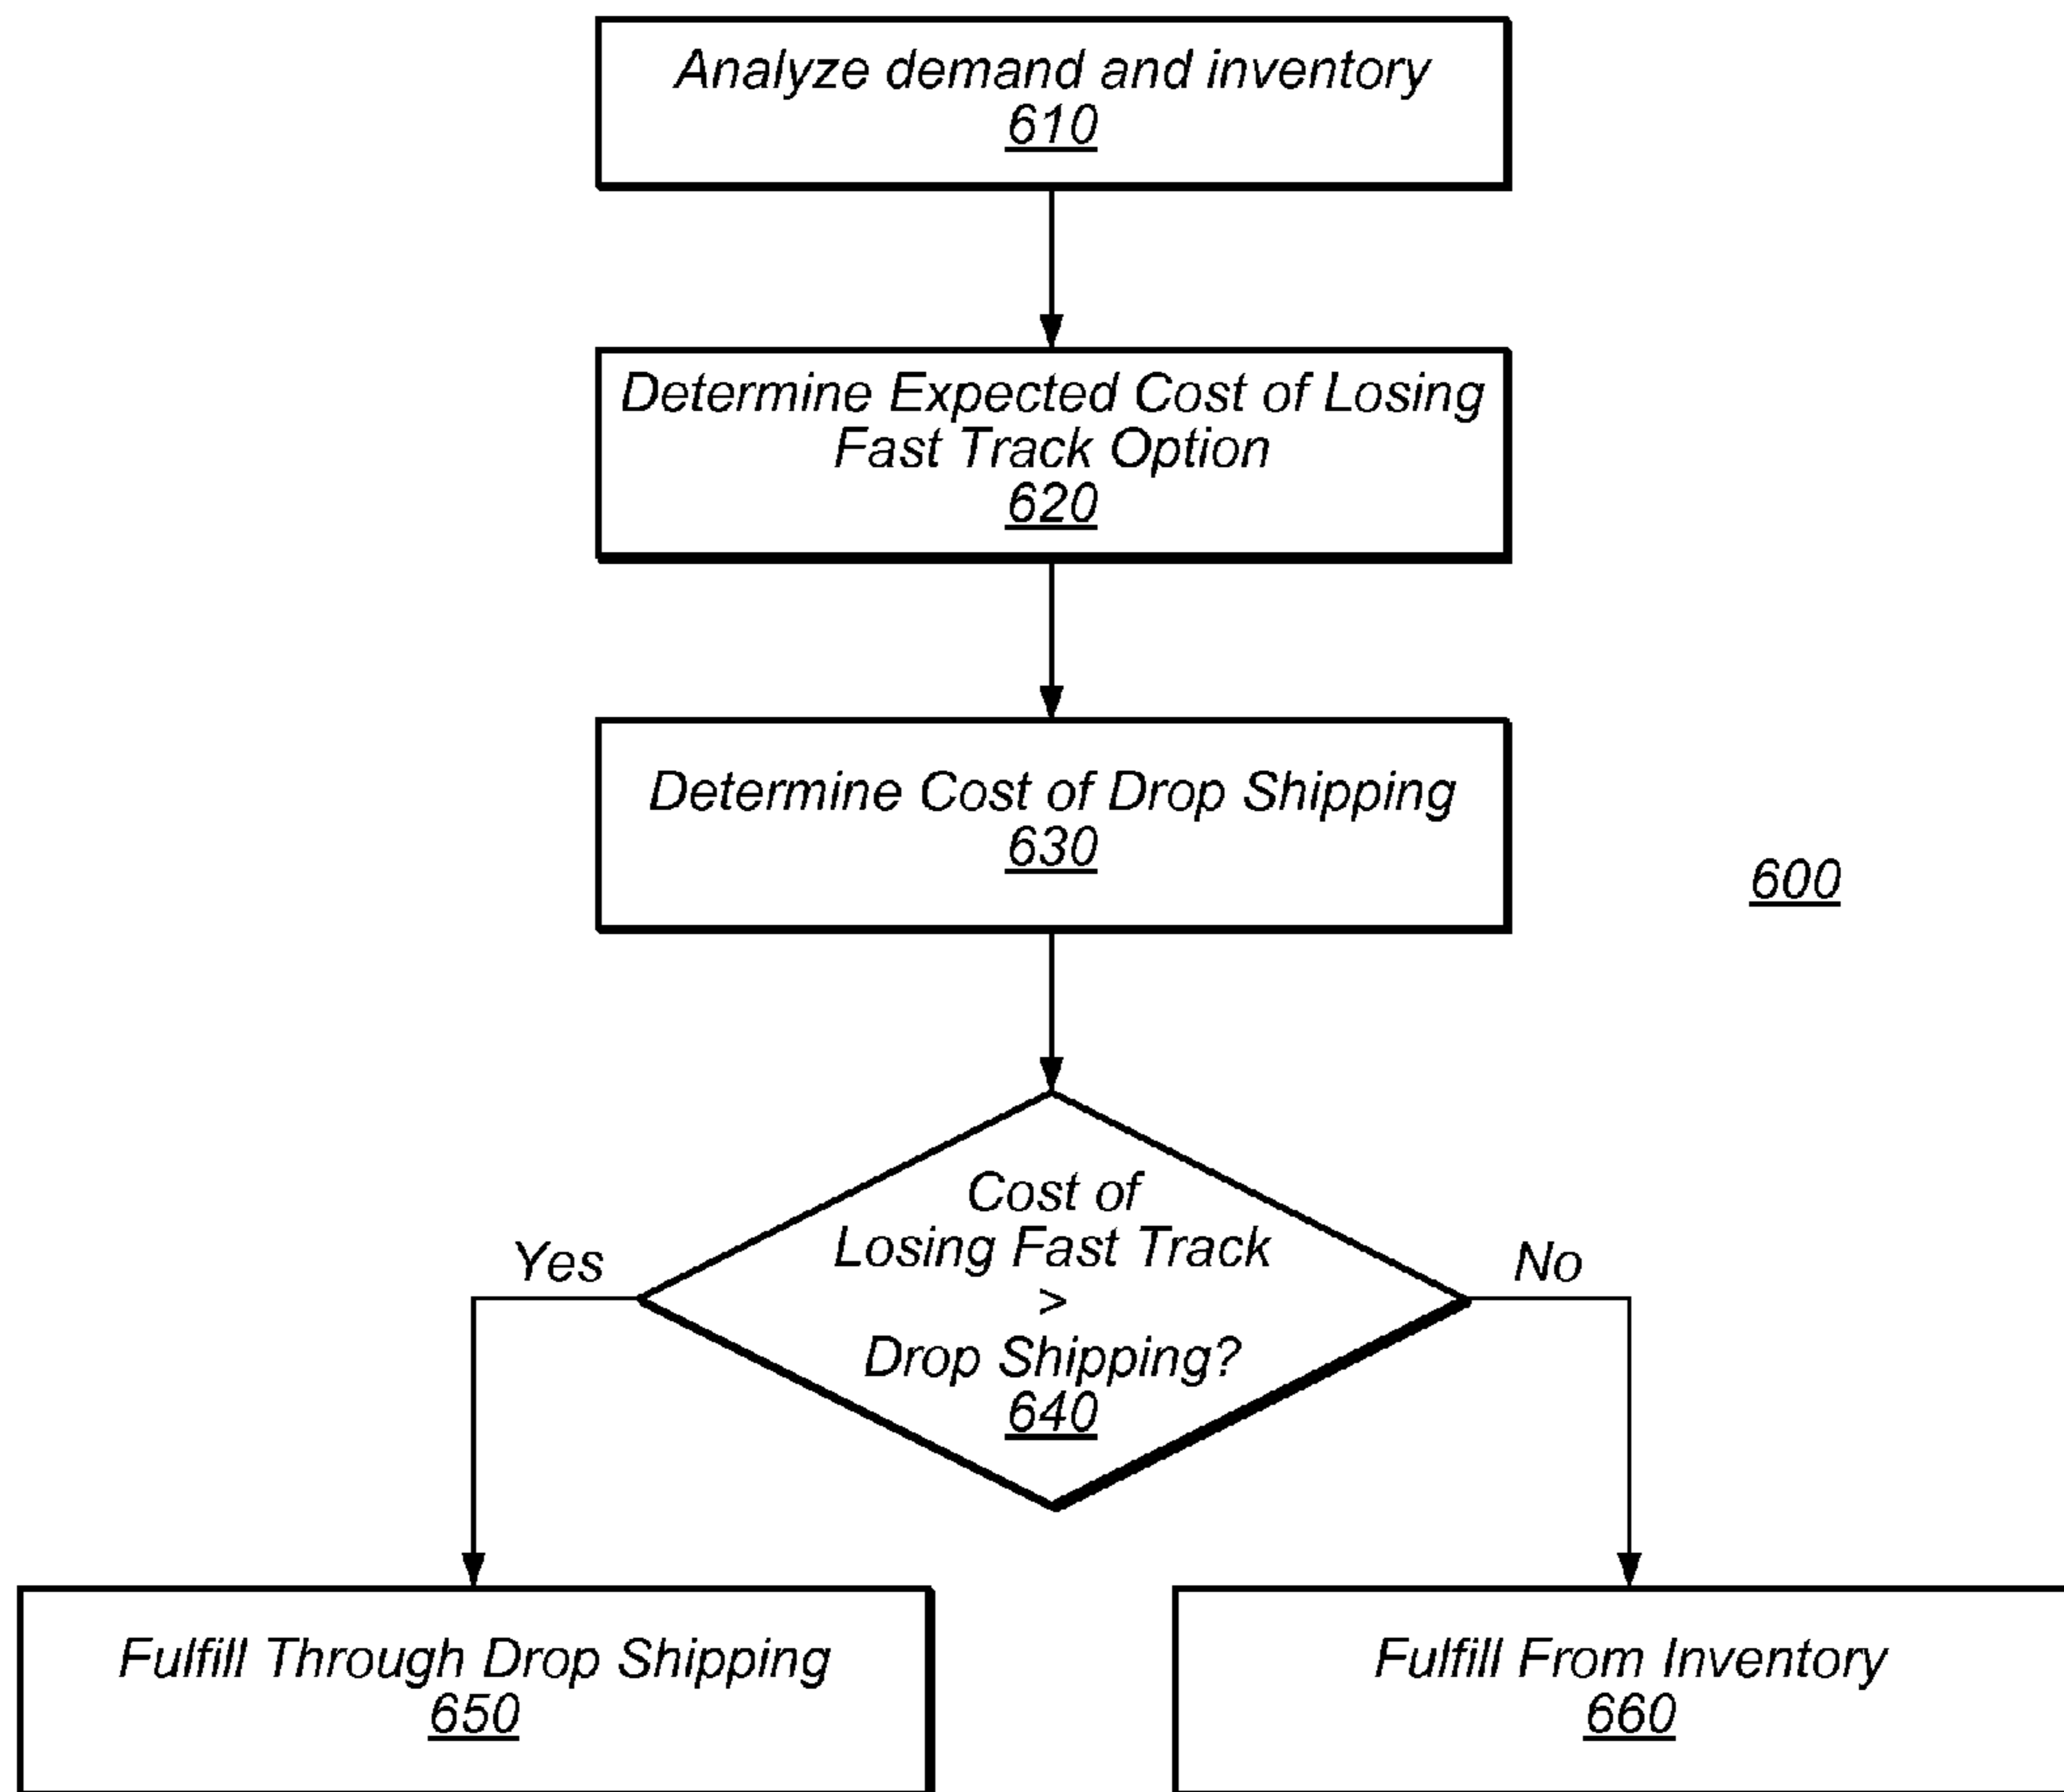 Analyze demand and inventory
610
Determine Expected Cost of Losing
Fast Track Option
620
Determine Cost of Drop Shipping
630
600
Cost of
Losing Fast Track
>
Drop Shipping?
640
Yes
No
Fulfill Through Drop Shipping
650
Fulfill From Inventory
660